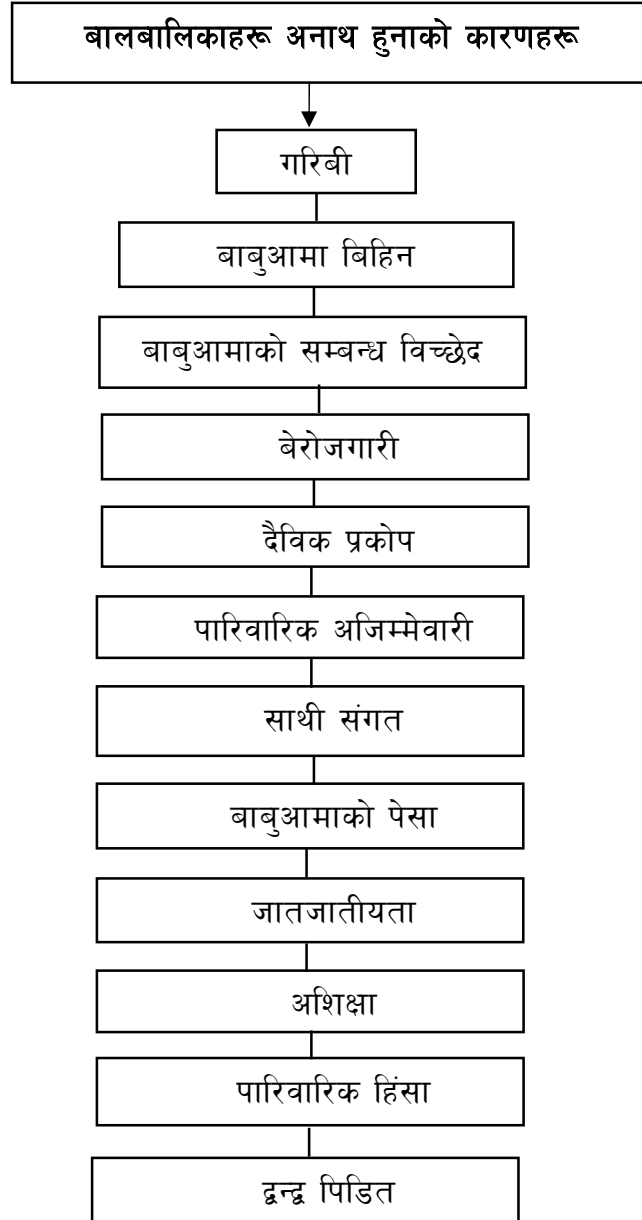 बालबालिकाहरू अनाथ हुनाको कारणहरू
गरिबी
बाबुआमा बिहिन
बाबुआमाको सम्बन्ध विच्छेद
बेरोजगारी
दैविक प्रकोप
पारिवारिक अजिम्मेवारी
साथी संगत
बाबुआमाको पेसा
जातजातीयता
अशिक्षा
पारिवारिक हिंसा
द्वन्द्व पिडित